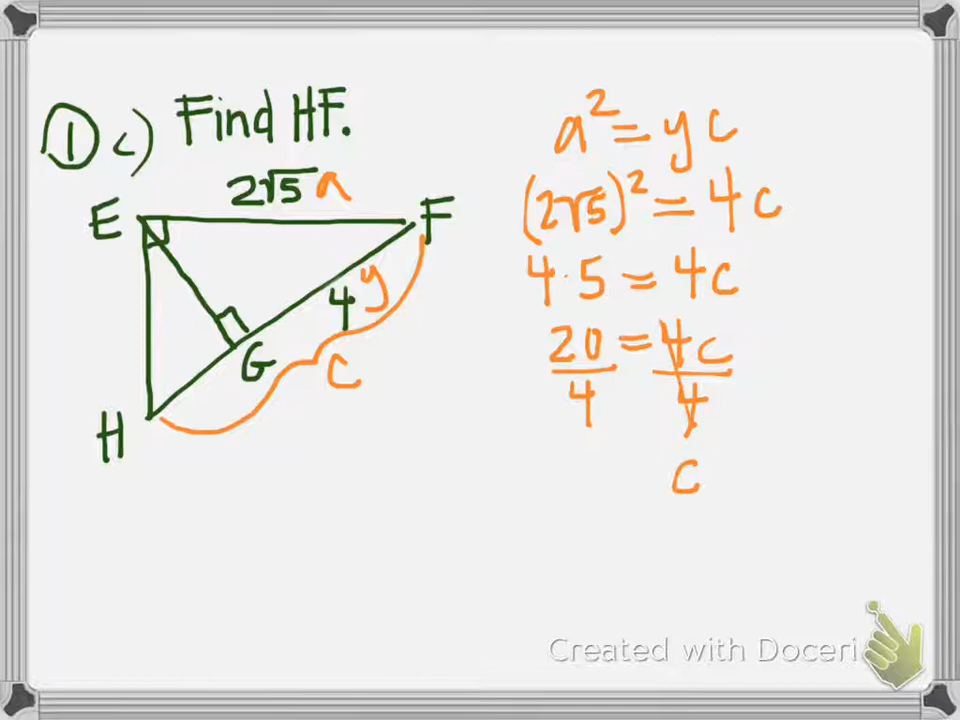 ① c) Find HF.
2√5 a
E
F
4 y
G
C
H
a² = yc
(2√5)² = 4c
4·5 = 4c
20 = 4c
4 4
c
Created with Doceri